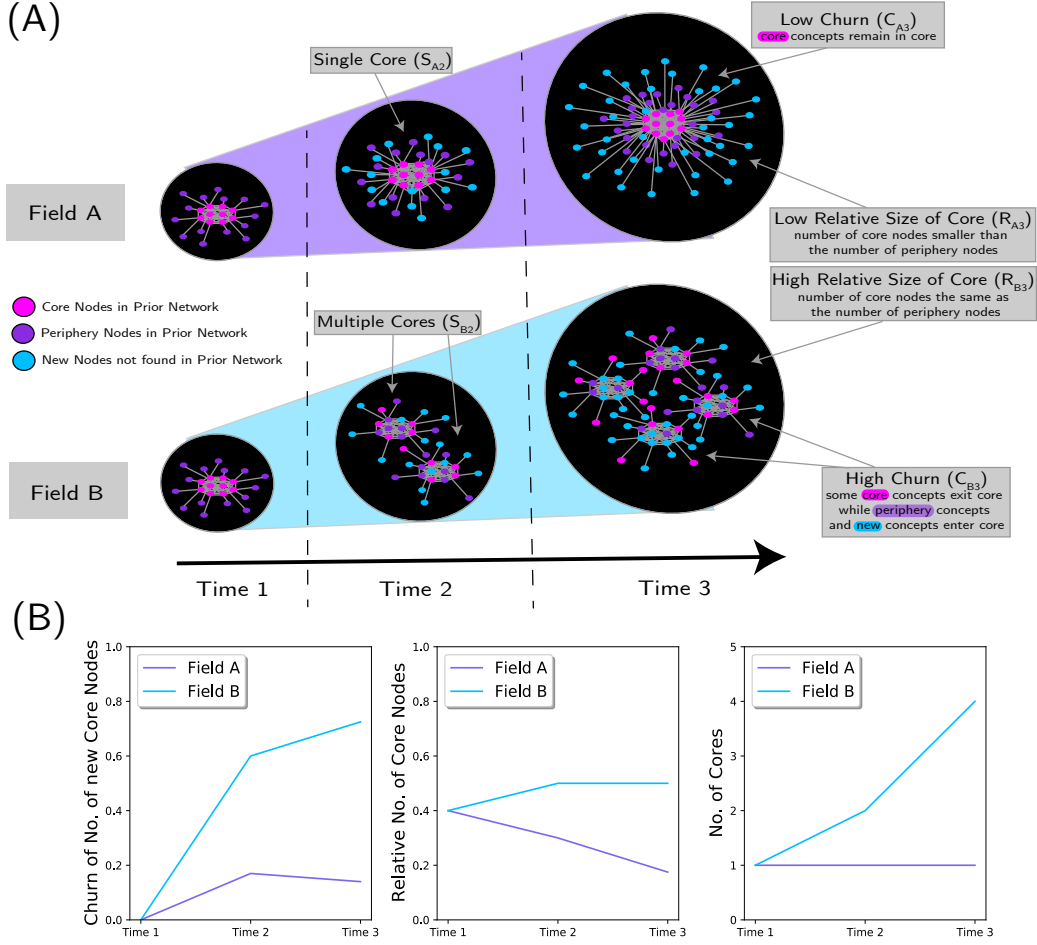 (A)
Low Churn (C_A3)
core concepts remain in core
Single Core (S_A2)
Field A
Low Relative Size of Core (R_A3)
number of core nodes smaller than
the number of periphery nodes
High Relative Size of Core (R_B3)
number of core nodes the same as
the number of periphery nodes
Core Nodes in Prior Network
Periphery Nodes in Prior Network
New Nodes not found in Prior Network
Multiple Cores (S_B2)
Field B
High Churn (C_B3)
some core concepts exit core
while periphery concepts
and new concepts enter core
Time 1
Time 2
Time 3
(B)
Churn of No. of new Core Nodes
1.0
0.8
0.6
0.4
0.2
0.0
Field A
Field B
Time 1
Time 2
Time 3
Relative No. of Core Nodes
1.0
0.8
0.6
0.4
0.2
0.0
Field A
Field B
Time 1
Time 2
Time 3
No. of Cores
5
4
3
2
1
0
Field A
Field B
Time 1
Time 2
Time 3